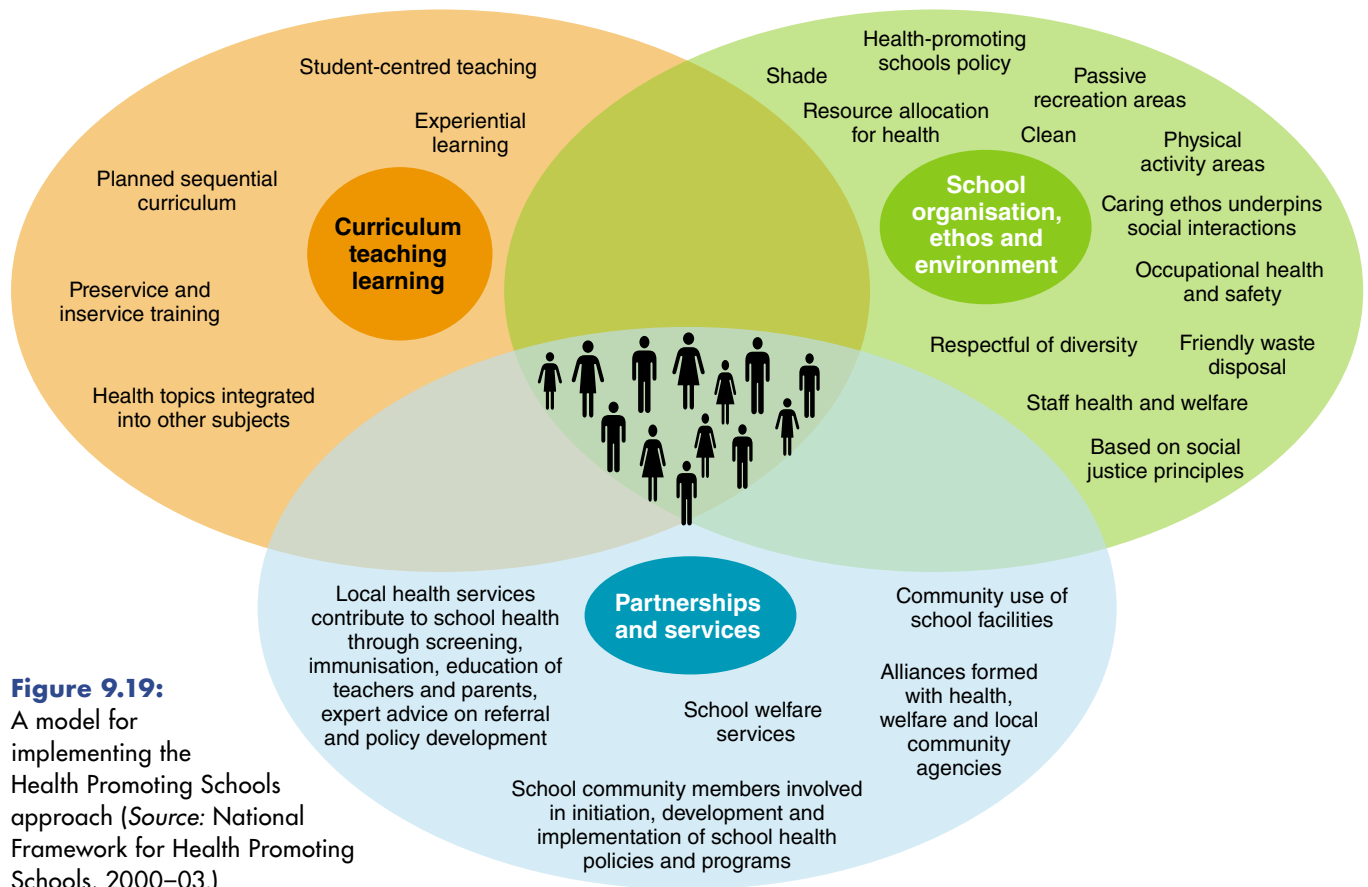 Student-centred teaching
Experiential
learning
Planned sequential
curriculum
Curriculum
teaching
learning
Preservice and
inservice training
Health topics integrated
into other subjects
Health-promoting
schools policy
Shade
Passive
recreation areas
Resource allocation
for health
Clean
Physical
activity areas
School
organisation,
ethos and
environment
Caring ethos underpins
social interactions
Occupational health
and safety
Respectful of diversity
Friendly waste
disposal
Staff health and welfare
Based on social
justice principles
Partnerships
and services
Local health services
contribute to school health
through screening,
immunisation, education of
teachers and parents,
expert advice on referral
and policy development
School welfare
services
Community use of
school facilities
Alliances formed
with health,
welfare and local
community
agencies
School community members involved
in initiation, development and
implementation of school health
policies and programs
Figure 9.19:
A model for
implementing the
Health Promoting Schools
approach (Source: National
Framework for Health Promoting
Schools, 2000–03.)